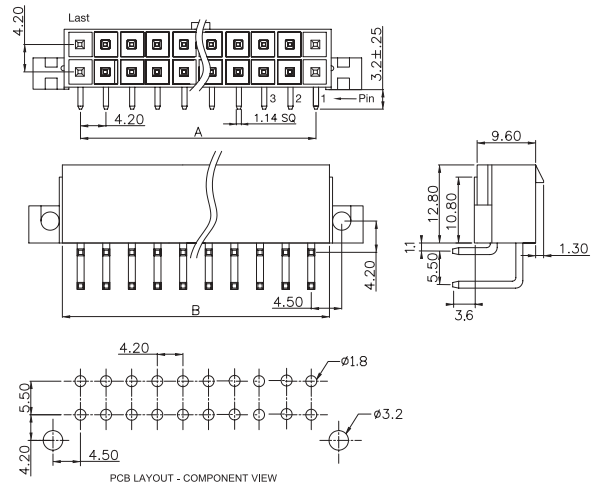 Last
4.20
3.2±.25
3 2 1 Pin
4.20
A
1.14 SQ
9.60
12.80
10.80
1.1
5.50
1.30
3.6
4.20
4.50
B
4.20
ø1.8
5.50
ø3.2
4.20
4.50
PCB LAYOUT - COMPONENT VIEW